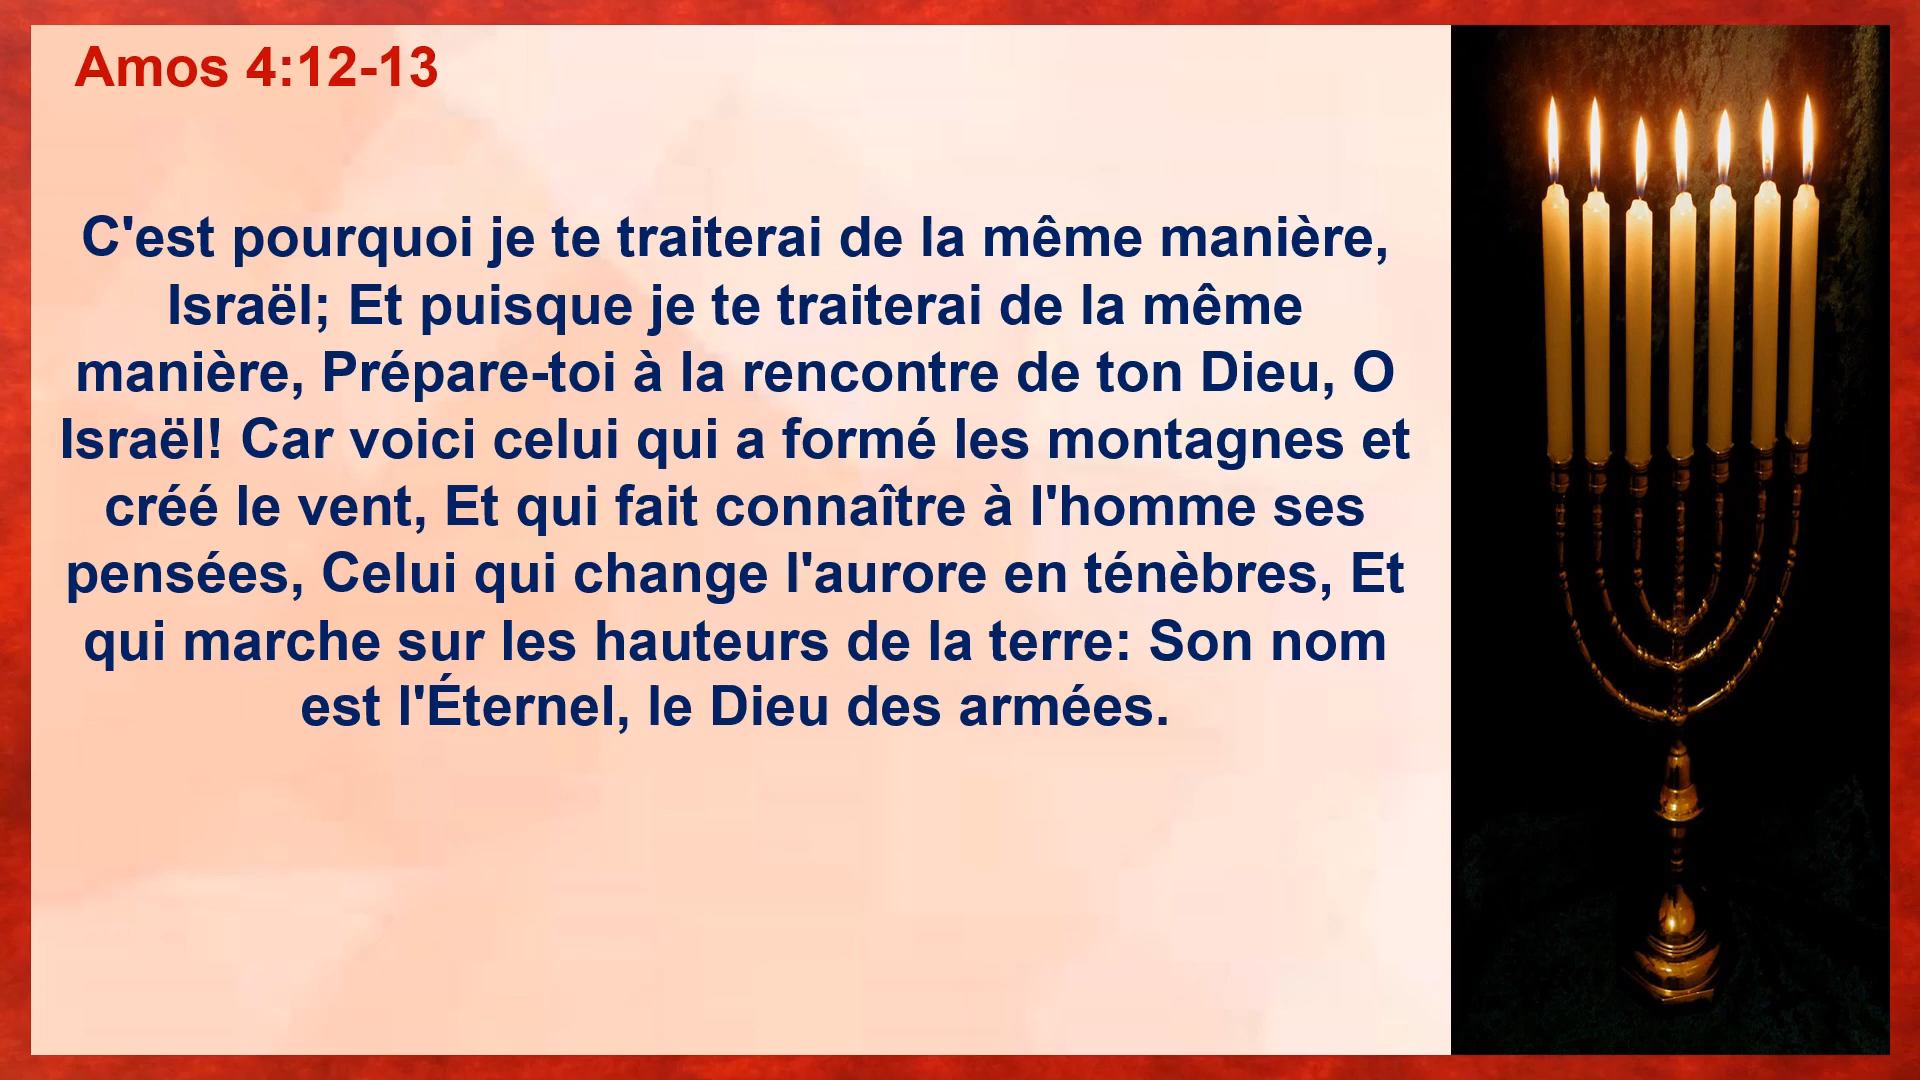 Amos 4:12-13
C'est pourquoi je te traiterai de la même manière,
Israël; Et puisque je te traiterai de la même
manière, Prépare-toi à la rencontre de ton Dieu, O
Israël! Car voici celui qui a formé les montagnes et
créé le vent, Et qui fait connaître à l'homme ses
pensées, Celui qui change l'aurore en ténèbres, Et
qui marche sur les hauteurs de la terre: Son nom
est l'Éternel, le Dieu des armées.